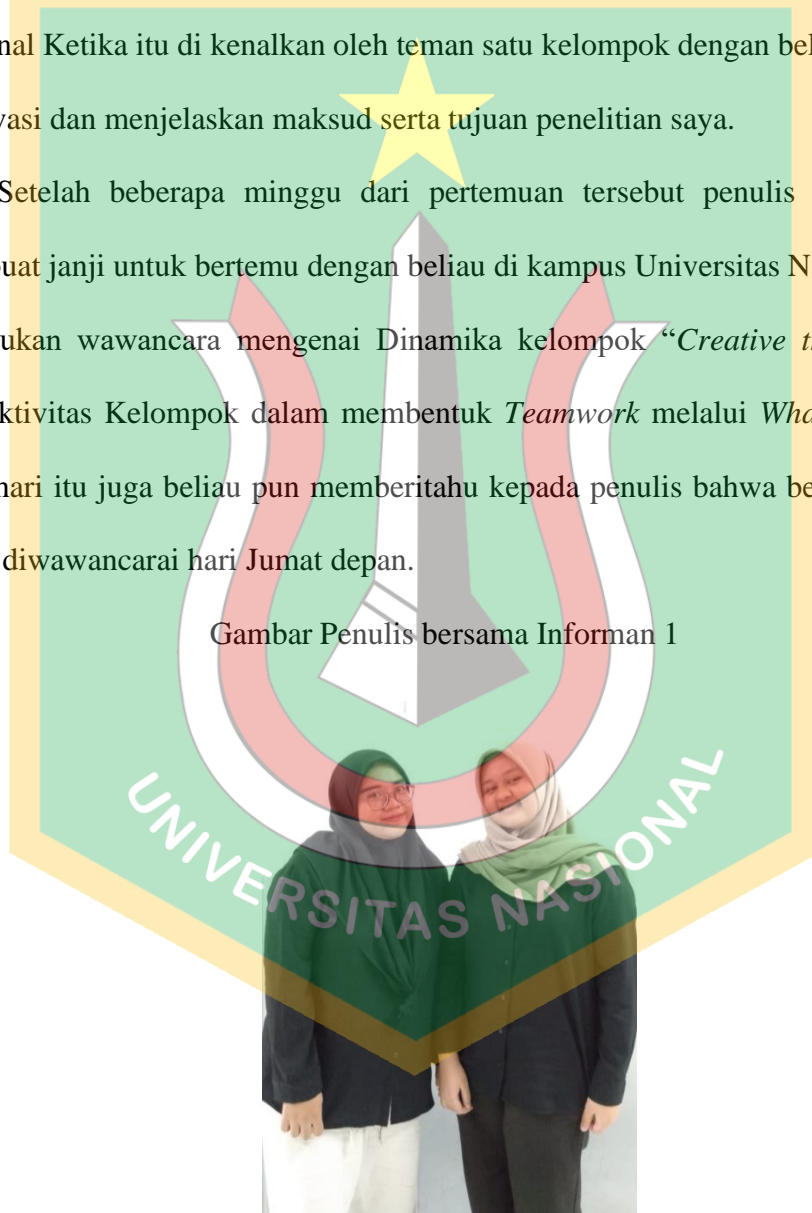 nal Ketika itu di kenalkan oleh teman satu kelompok dengan bel
vasi dan menjelaskan maksud serta tujuan penelitian saya.
Setelah beberapa minggu dari pertemuan tersebut penulis
uat janji untuk bertemu dengan beliau di kampus Universitas N
ukan wawancara mengenai Dinamika kelompok “Creative t
ktivitas Kelompok dalam membentuk Teamwork melalui Wha
hari itu juga beliau pun memberitahu kepada penulis bahwa be
diwawancarai hari Jumat depan.
Gambar Penulis bersama Informan 1
UNIVERSITAS NASIONAL